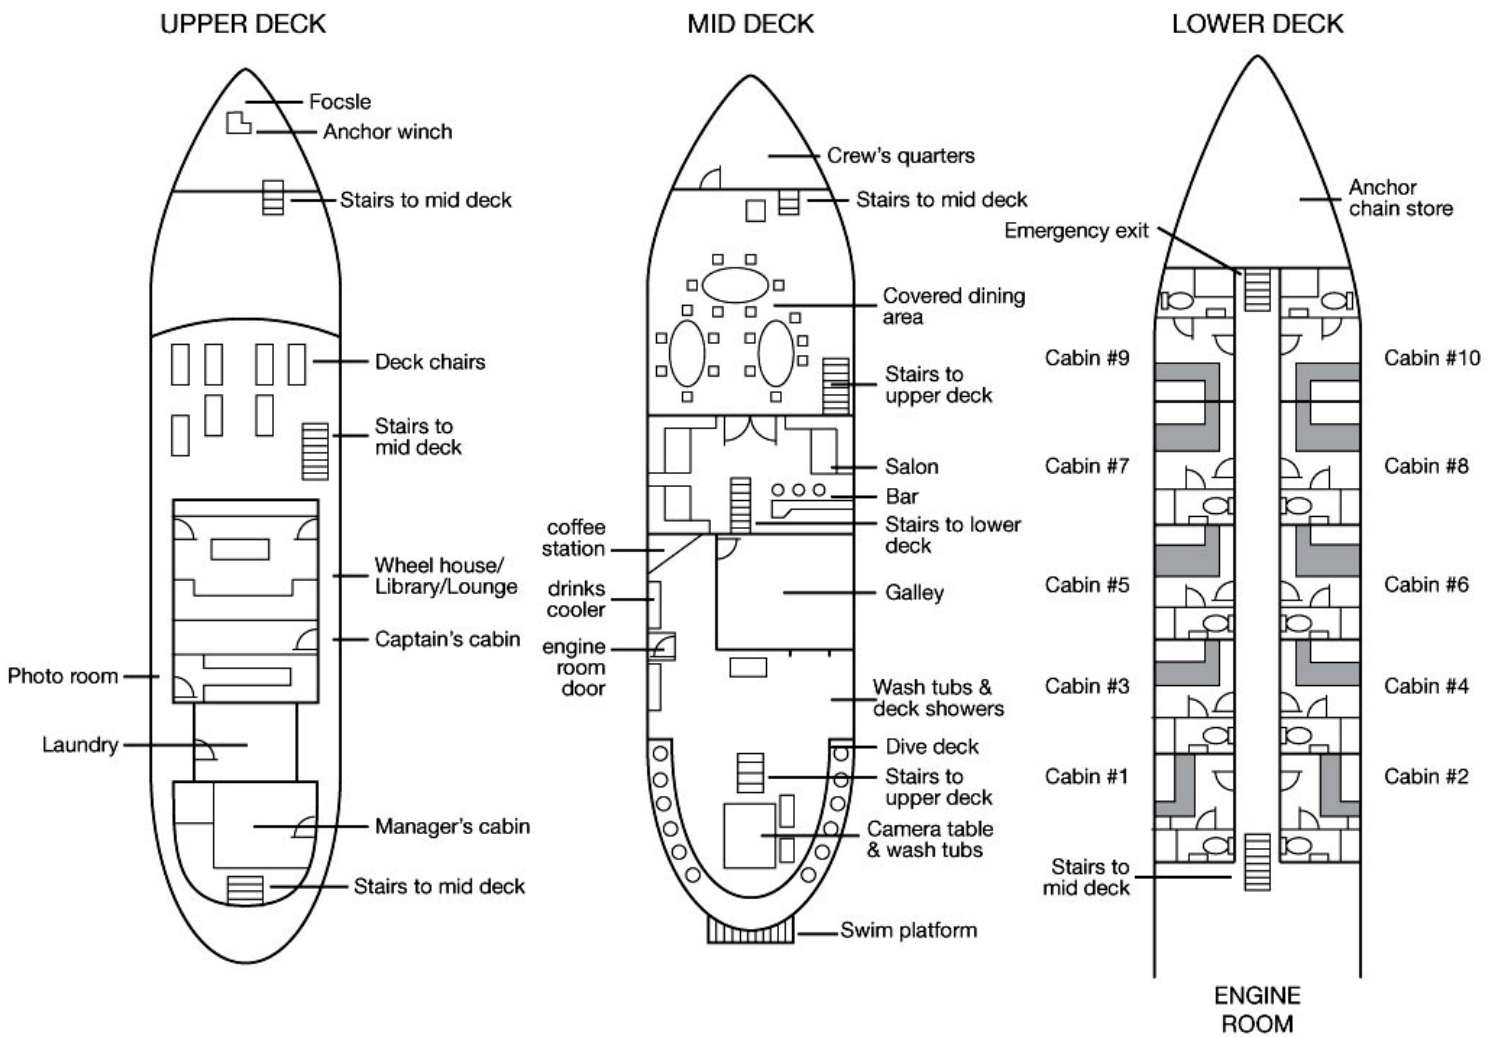 UPPER DECK
Focsle
Anchor winch
Stairs to mid deck
Deck chairs
Stairs to
mid deck
Wheel house/
Library/Lounge
Captain's cabin
Photo room
Laundry
Manager's cabin
Stairs to mid deck
MID DECK
Crew's quarters
Stairs to mid deck
Covered dining
area
Stairs to
upper deck
Salon
Bar
Stairs to lower
deck
coffee
station
drinks
cooler
Galley
engine
room
door
Wash tubs &
deck showers
Dive deck
Stairs to
upper deck
Camera table
& wash tubs
Swim platform
LOWER DECK
Anchor
chain store
Emergency exit
Cabin #9
Cabin #10
Cabin #7
Cabin #8
Cabin #5
Cabin #6
Cabin #3
Cabin #4
Cabin #1
Cabin #2
Stairs to
mid deck
ENGINE
ROOM